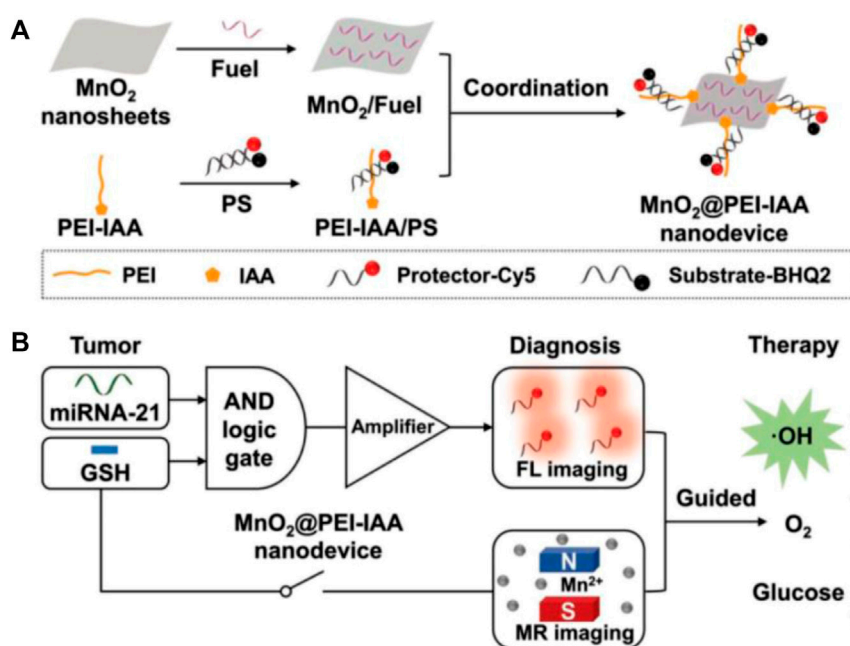 A
Fuel
MnO₂
nanosheets
MnO₂/Fuel
Coordination
PS
PEI-IAA
PEI-IAA/PS
MnO₂@PEI-IAA
nanodevice
PEI
IAA
Protector-Cy5
Substrate-BHQ2
B
Tumor
Diagnosis
Therapy
miRNA-21
GSH
AND
logic
gate
Amplifier
FL imaging
·OH
Guided
O₂
MnO₂@PEI-IAA
nanodevice
N
Mn²⁺
S
MR imaging
Glucose